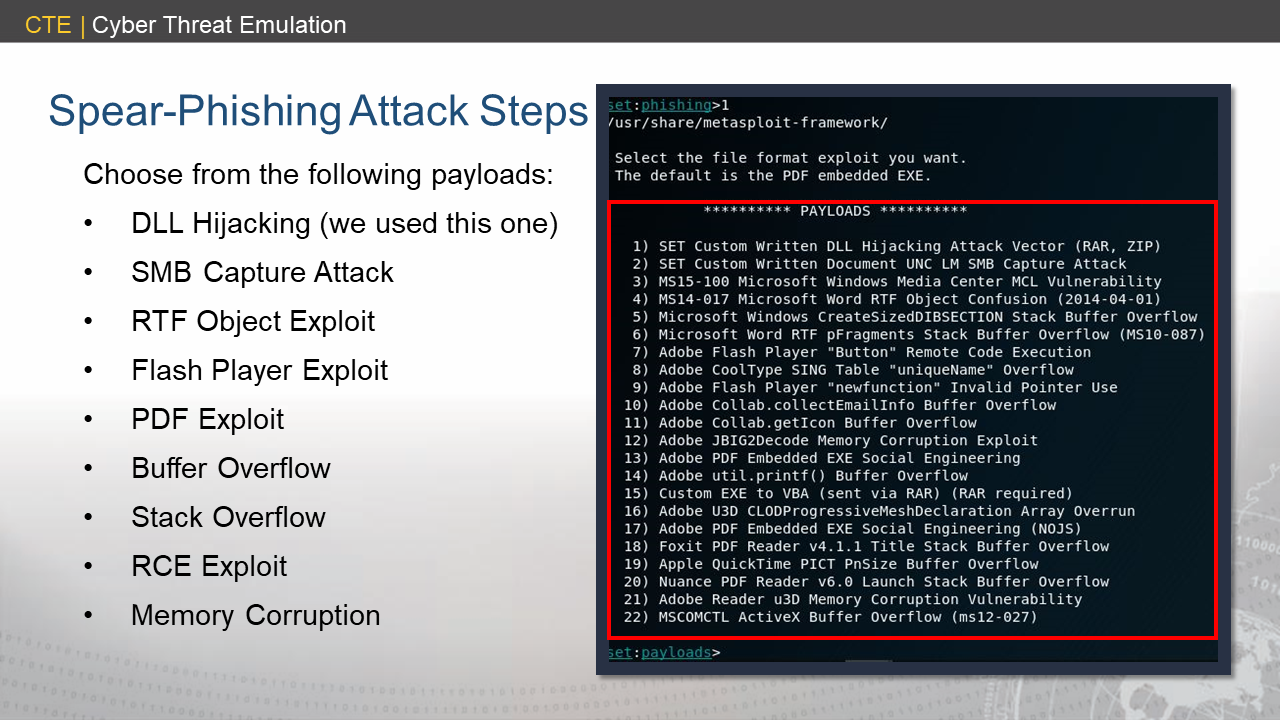 CTE | Cyber Threat Emulation
Spear-Phishing Attack Steps
Choose from the following payloads:
• DLL Hijacking (we used this one)
• SMB Capture Attack
• RTF Object Exploit
• Flash Player Exploit
• PDF Exploit
• Buffer Overflow
• Stack Overflow
• RCE Exploit
• Memory Corruption
set:phishing>1
/usr/share/metasploit-framework/
Select the file format exploit you want.
The default is the PDF embedded EXE.
********** PAYLOADS **********
1) SET Custom Written DLL Hijacking Attack Vector (RAR, ZIP)
2) SET Custom Written Document UNC LM SMB Capture Attack
3) MS15-100 Microsoft Windows Media Center MCL Vulnerability
4) MS14-017 Microsoft Word RTF Object Confusion (2014-04-01)
5) Microsoft Windows CreateSizedDIBSECTION Stack Buffer Overflow
6) Microsoft Word RTF pFragments Stack Buffer Overflow (MS10-087)
7) Adobe Flash Player "Button" Remote Code Execution
8) Adobe CoolType SING Table "uniqueName" Overflow
9) Adobe Flash Player "newfunction" Invalid Pointer Use
10) Adobe Collab.collectEmailInfo Buffer Overflow
11) Adobe Collab.getIcon Buffer Overflow
12) Adobe JBIG2Decode Memory Corruption Exploit
13) Adobe PDF Embedded EXE Social Engineering
14) Adobe util.printf() Buffer Overflow
15) Custom EXE to VBA (sent via RAR) (RAR required)
16) Adobe U3D CLODProgressiveMeshDeclaration Array Overrun
17) Adobe PDF Embedded EXE Social Engineering (NOJS)
18) Foxit PDF Reader v4.1.1 Title Stack Buffer Overflow
19) Apple QuickTime PICT PnSize Buffer Overflow
20) Nuance PDF Reader v6.0 Launch Stack Buffer Overflow
21) Adobe Reader u3D Memory Corruption Vulnerability
22) MSCOMCTL ActiveX Buffer Overflow (ms12-027)
set:payloads>